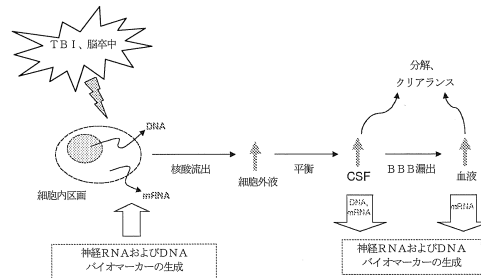 TBI、脳卒中
分解、
クリアランス
DNA
核酸流出
細胞外液
平衡
CSF
BBB漏出
血液
細胞内区画
mRNA
DNA,
mRNA
mRNA
神経RNAおよびDNA
バイオマーカーの生成
神経RNAおよびDNA
バイオマーカーの生成